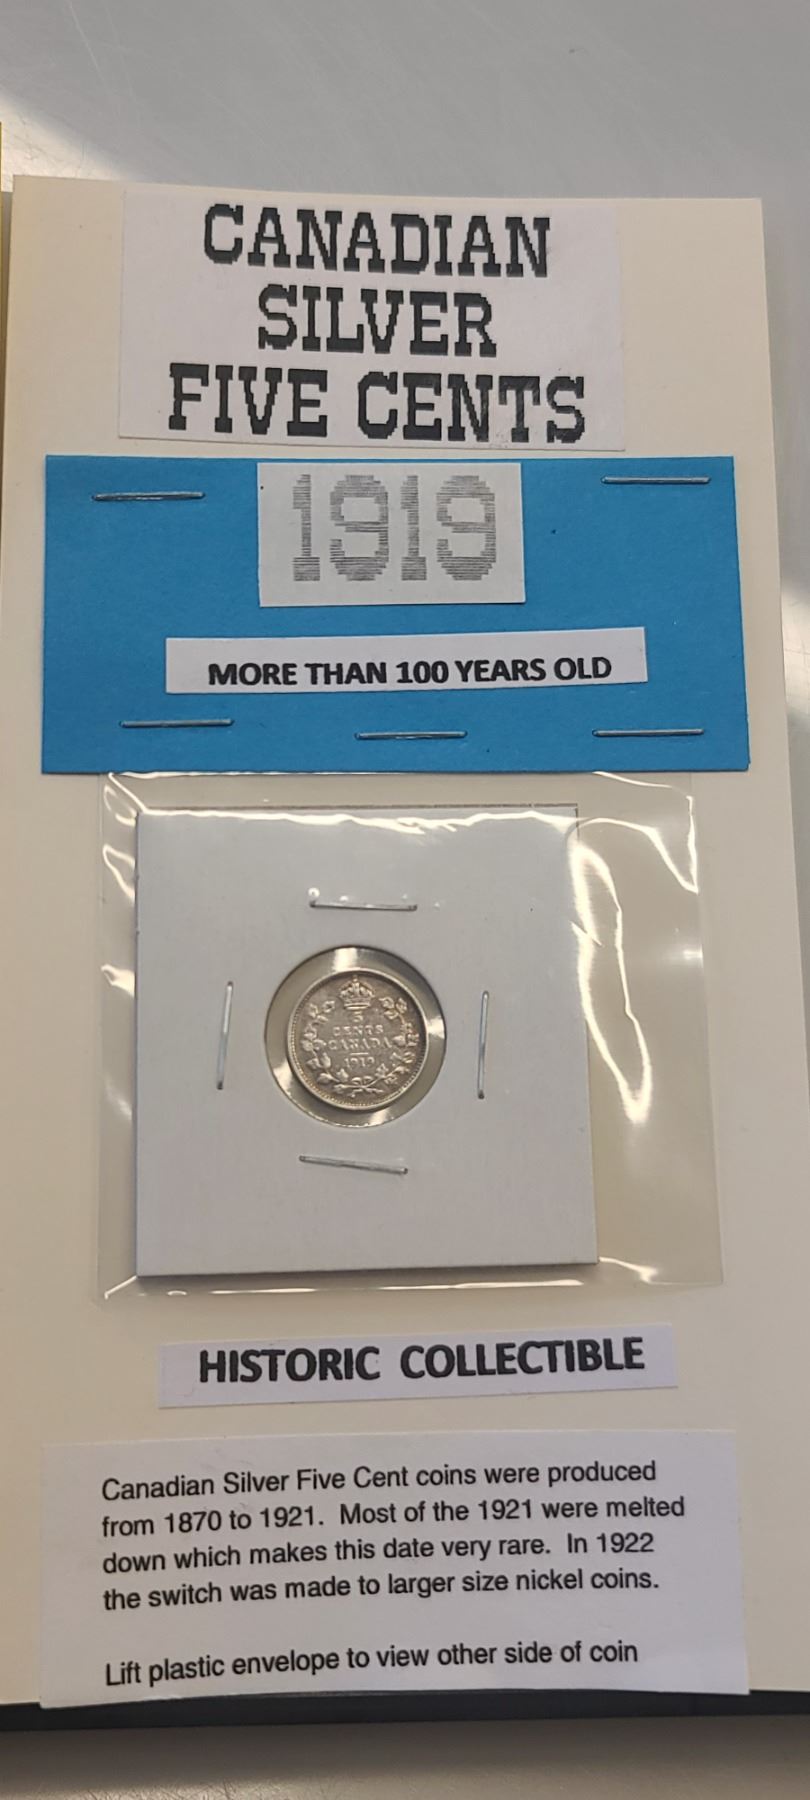 CANADIAN
SILVER
FIVE CENTS
1919
MORE THAN 100 YEARS OLD
5
CENTS
CANADA
1919
HISTORIC COLLECTIBLE
Canadian Silver Five Cent coins were produced
from 1870 to 1921. Most of the 1921 were melted
down which makes this date very rare. In 1922
the switch was made to larger size nickel coins.
Lift plastic envelope to view other side of coin